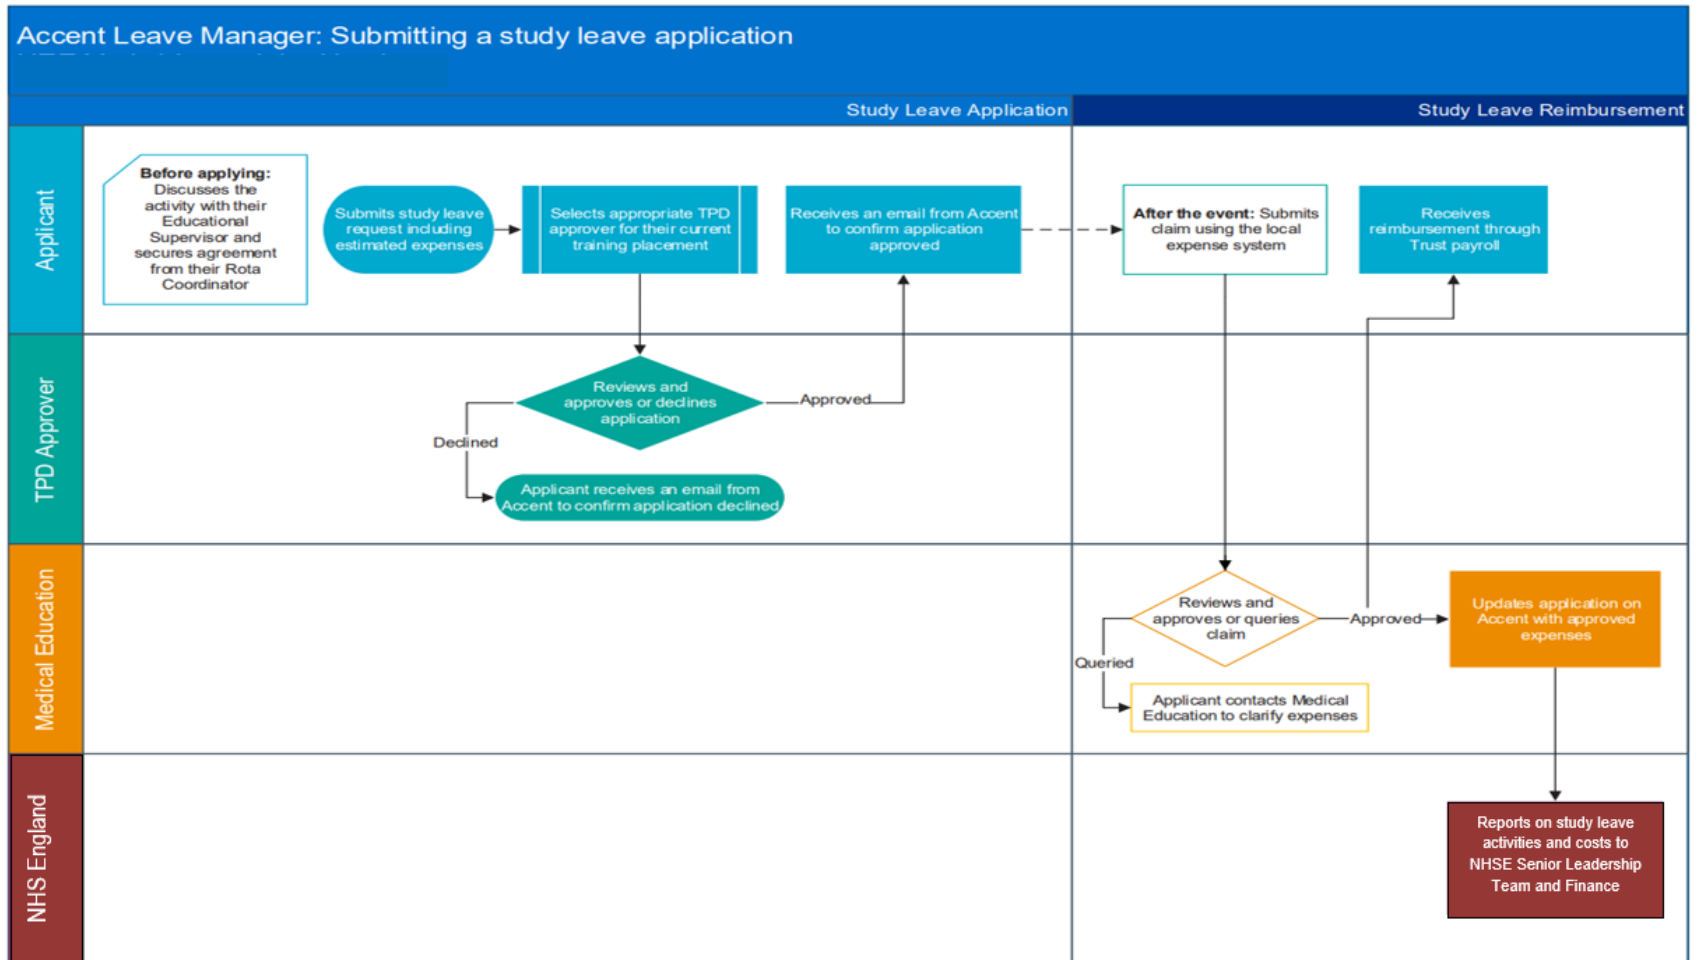 Accent Leave Manager: Submitting a study leave application
Study Leave Application
Study Leave Reimbursement
Applicant
Before applying:
Discusses the
activity with their
Educational
Supervisor and
secures agreement
from their Rota
Coordinator
Submits study leave
request including
estimated expenses
Selects appropriate TPD
approver for their current
training placement
Receives an email from Accent
to confirm application
approved
After the event: Submits
claim using the local
expense system
Receives
reimbursement through
Trust payroll
TPD Approver
Reviews and
approves or declines
application
Approved
Declined
Applicant receives an email from
Accent to confirm application declined
Medical Education
Reviews and
approves or queries
claim
Approved
Queried
Applicant contacts Medical
Education to clarify expenses
Updates application on
Accent with approved
expenses
NHS England
Reports on study leave
activities and costs to
NHSE Senior Leadership
Team and Finance